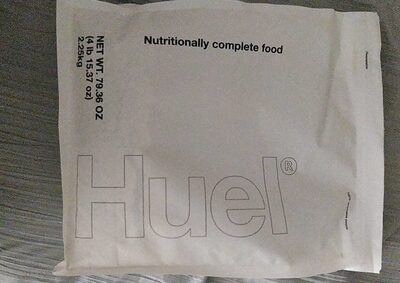 Nutritionally complete food
NET WT. 79.36 OZ
(4 lb 15.37 oz)
2.25kg
Huel®